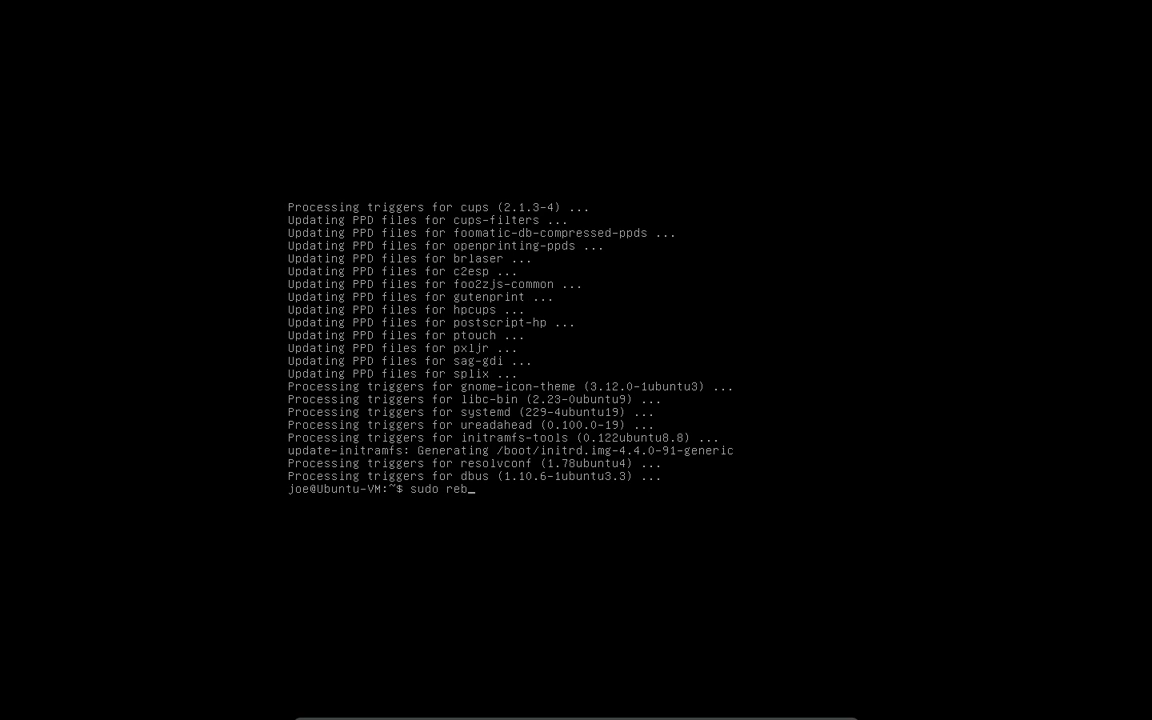 Processing triggers for cups (2.1.3-4) ...
Updating PPD files for cups-filters ...
Updating PPD files for foomatic-db-compressed-ppds ...
Updating PPD files for openprinting-ppds ...
Updating PPD files for brlaser ...
Updating PPD files for c2esp ...
Updating PPD files for foo2zjs-common ...
Updating PPD files for gutenprint ...
Updating PPD files for hpcups ...
Updating PPD files for postscript-hp ...
Updating PPD files for ptouch ...
Updating PPD files for pxljr ...
Updating PPD files for sag-gdi ...
Updating PPD files for splix ...
Processing triggers for gnome-icon-theme (3.12.0-1ubuntu3) ...
Processing triggers for libc-bin (2.23-0ubuntu9) ...
Processing triggers for systemd (229-4ubuntu19) ...
Processing triggers for ureadahead (0.100.0-19) ...
Processing triggers for initramfs-tools (0.122ubuntu8.8) ...
update-initramfs: Generating /boot/initrd.img-4.4.0-91-generic
Processing triggers for resolvconf (1.78ubuntu4) ...
Processing triggers for dbus (1.10.6-1ubuntu3.3) ...
joe@Ubuntu-VM:~$ sudo reb_